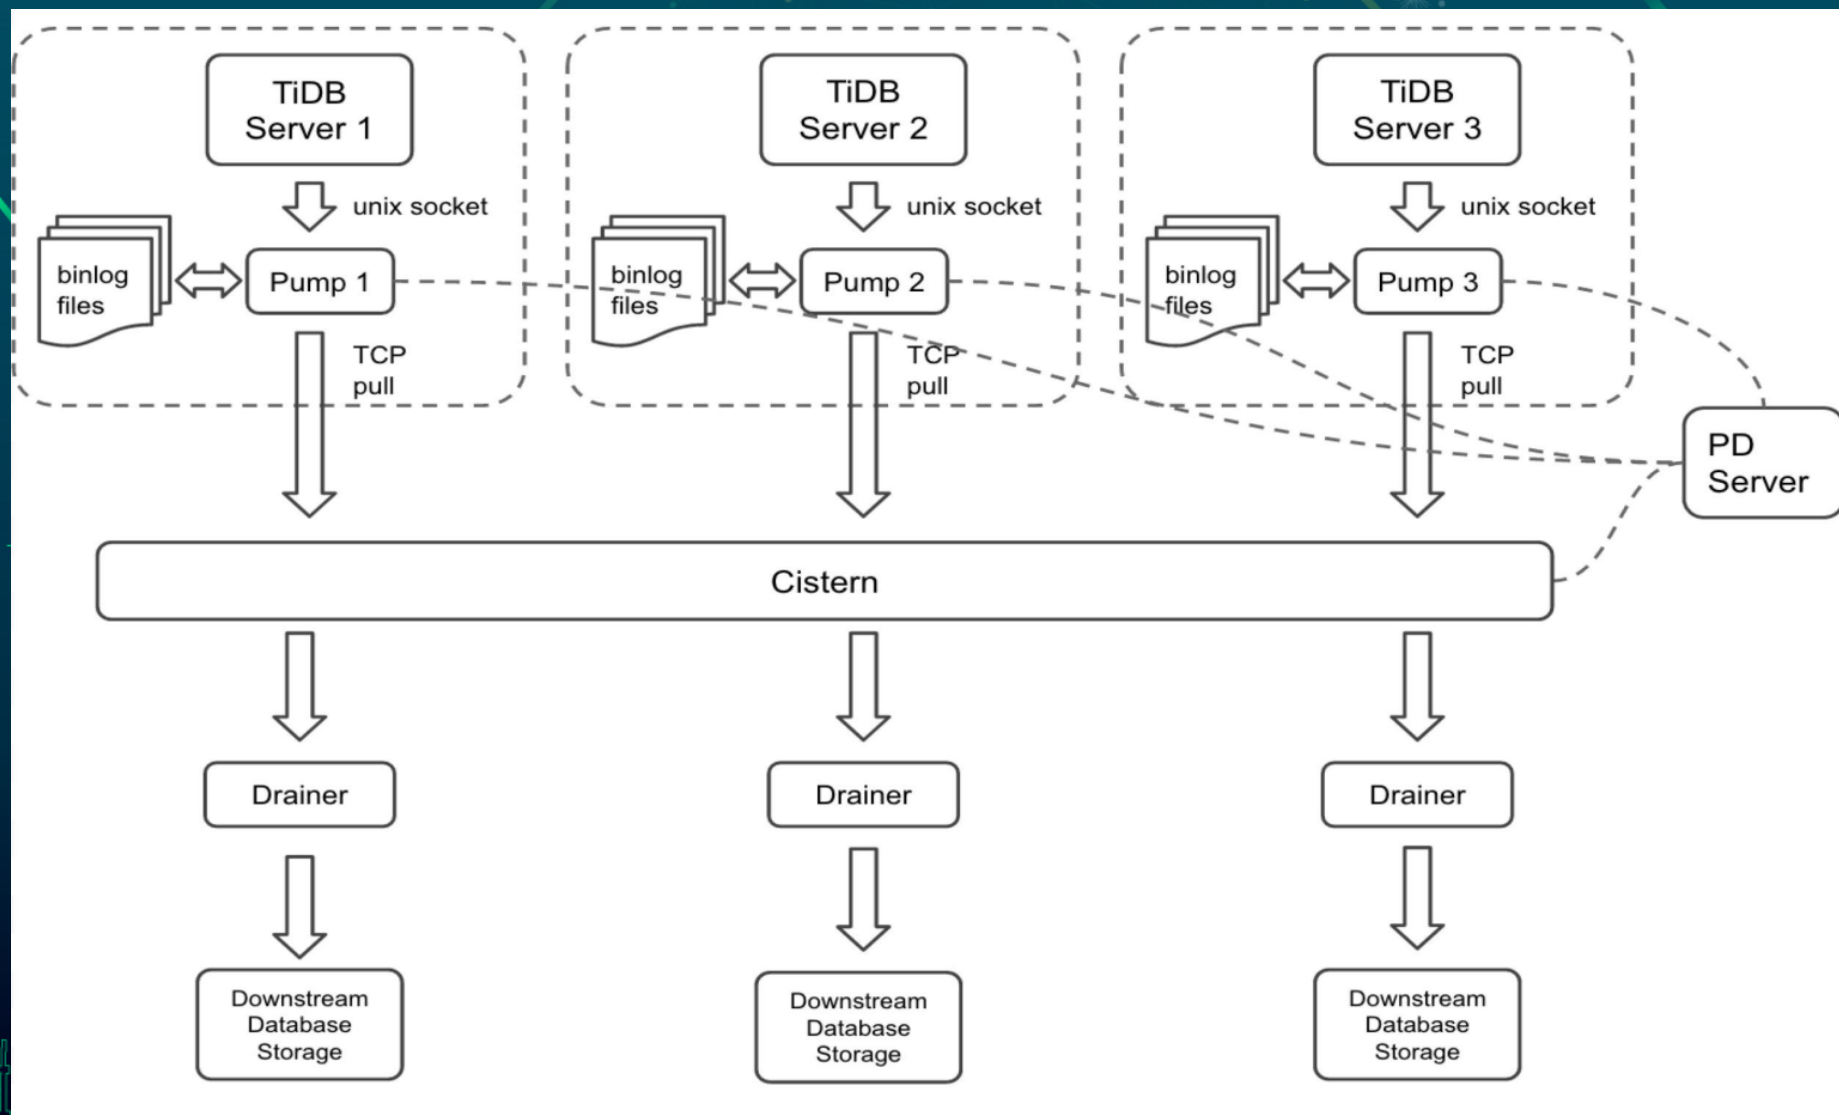 TiDB
Server 1
TiDB
Server 2
TiDB
Server 3
unix socket
unix socket
unix socket
binlog
files
Pump 1
binlog
files
Pump 2
binlog
files
Pump 3
TCP
pull
TCP
pull
TCP
pull
PD
Server
Cistern
Drainer
Drainer
Drainer
Downstream
Database
Storage
Downstream
Database
Storage
Downstream
Database
Storage